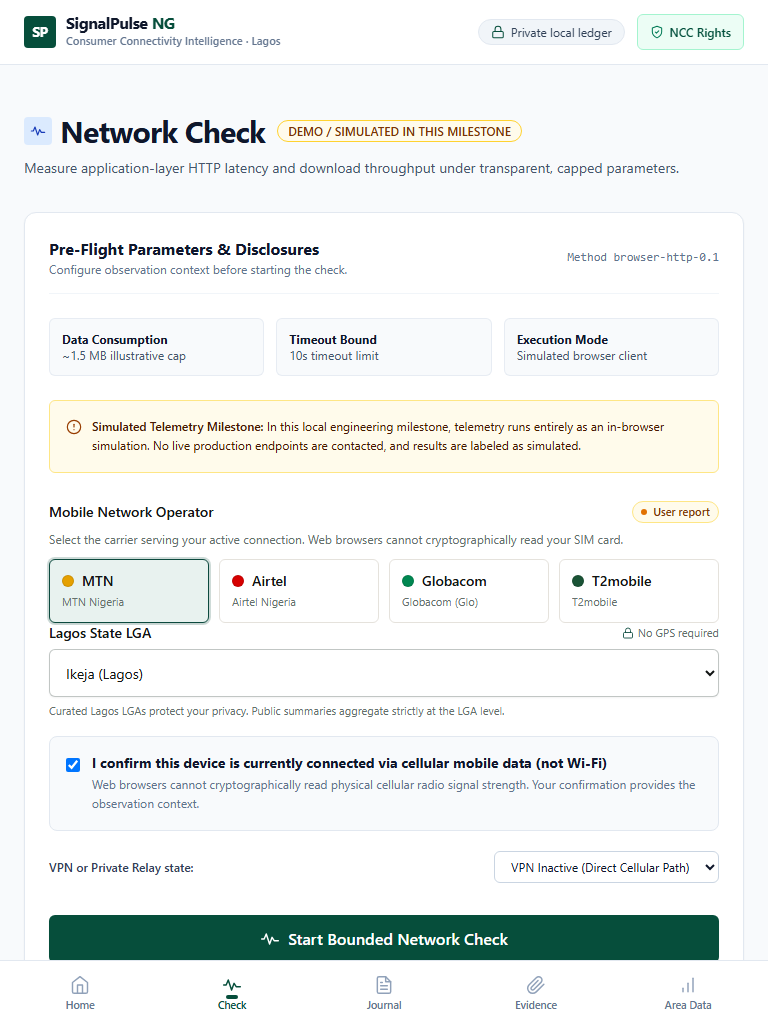 SP
SignalPulse NG
Consumer Connectivity Intelligence · Lagos
Private local ledger
NCC Rights
Network Check
DEMO / SIMULATED IN THIS MILESTONE
Measure application-layer HTTP latency and download throughput under transparent, capped parameters.
Pre-Flight Parameters & Disclosures
Configure observation context before starting the check.
Method browser-http-0.1
Data Consumption
~1.5 MB illustrative cap
Timeout Bound
10s timeout limit
Execution Mode
Simulated browser client
Simulated Telemetry Milestone: In this local engineering milestone, telemetry runs entirely as an in-browser
simulation. No live production endpoints are contacted, and results are labeled as simulated.
Mobile Network Operator
User report
Select the carrier serving your active connection. Web browsers cannot cryptographically read your SIM card.
MTN
MTN Nigeria
Airtel
Airtel Nigeria
Globacom
Globacom (Glo)
T2mobile
T2mobile
Lagos State LGA
No GPS required
Ikeja (Lagos)
Curated Lagos LGAs protect your privacy. Public summaries aggregate strictly at the LGA level.
I confirm this device is currently connected via cellular mobile data (not Wi-Fi)
Web browsers cannot cryptographically read physical cellular radio signal strength. Your confirmation provides the
observation context.
VPN or Private Relay state:
VPN Inactive (Direct Cellular Path)
Start Bounded Network Check
Home
Check
Journal
Evidence
Area Data